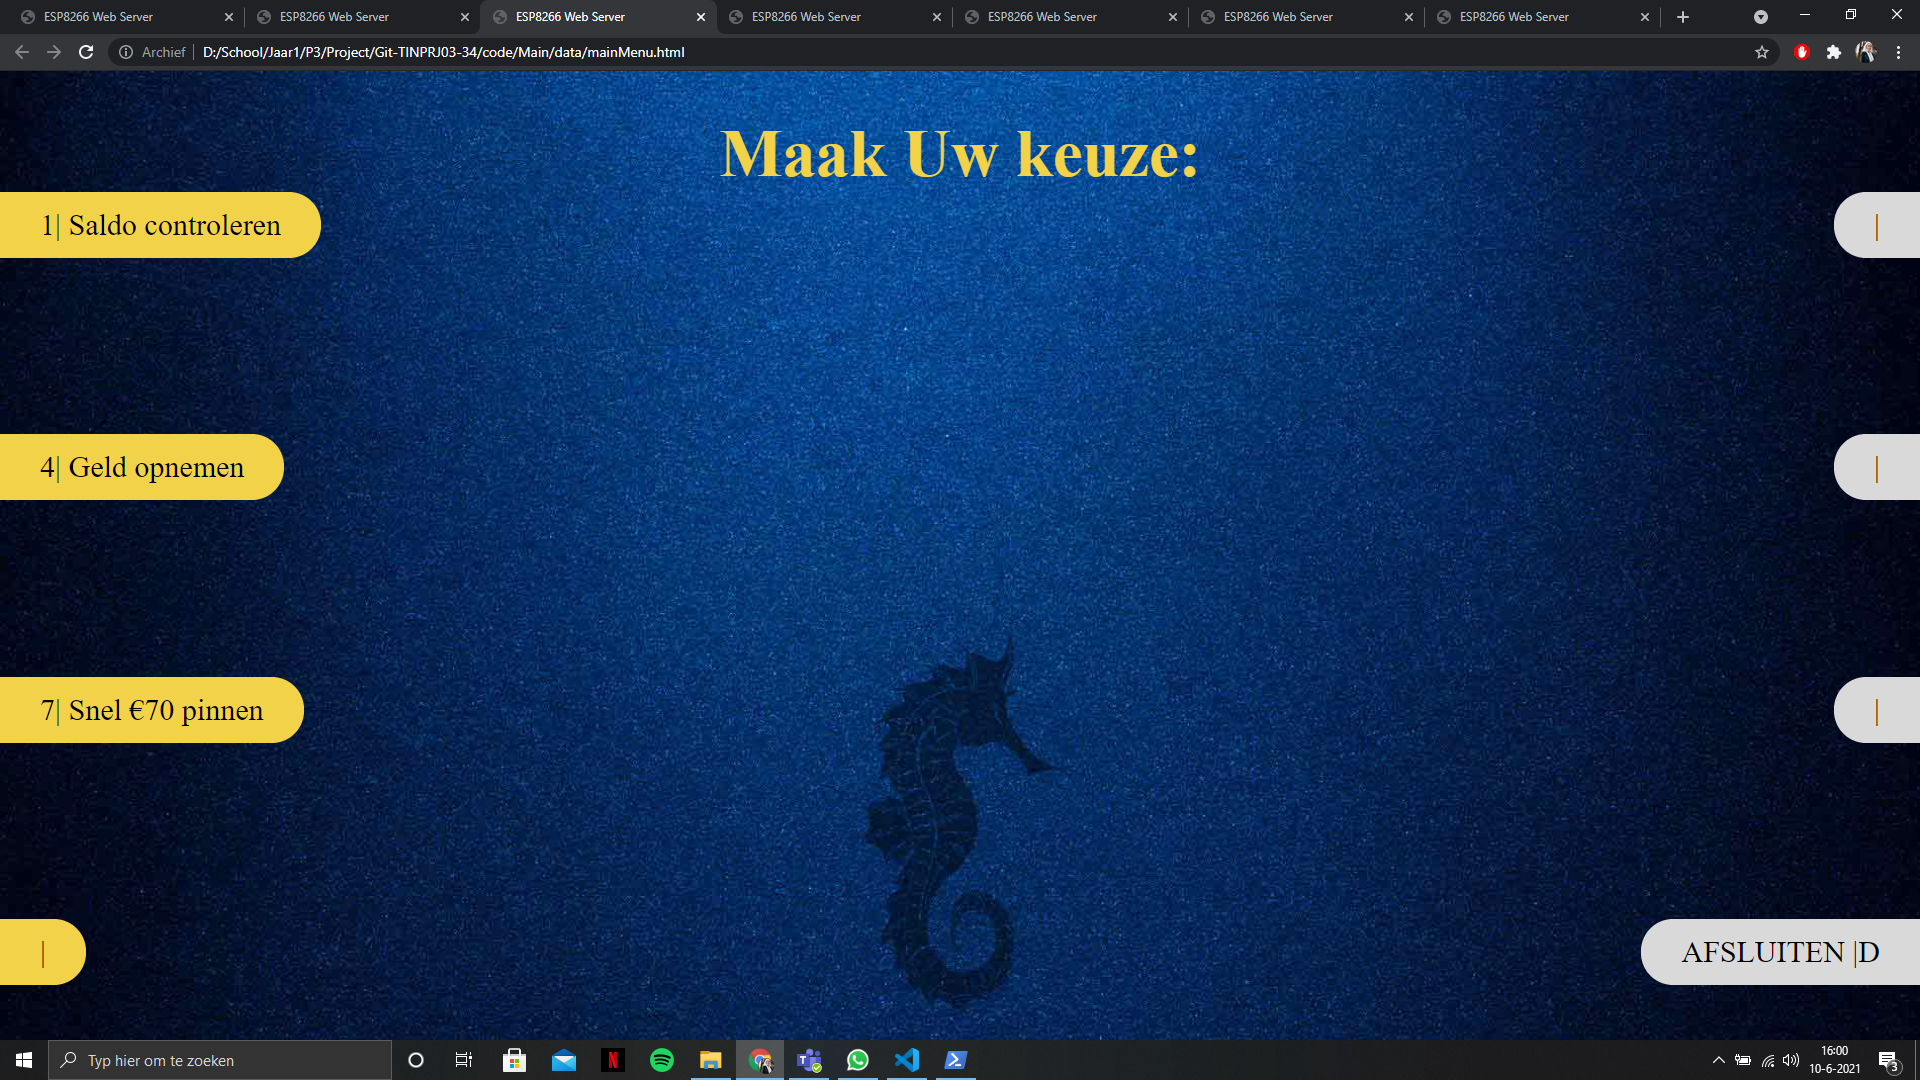 ESP8266 Web Server
ESP8266 Web Server
ESP8266 Web Server
ESP8266 Web Server
ESP8266 Web Server
ESP8266 Web Server
ESP8266 Web Server
Archief | D:/School/Jaar1/P3/Project/Git-TINPRJ03-34/code/Main/data/mainMenu.html
Maak Uw keuze:
1| Saldo controleren
|
4| Geld opnemen
|
7| Snel €70 pinnen
|
|
AFSLUITEN |D
Typ hier om te zoeken
16:00
10-6-2021
3